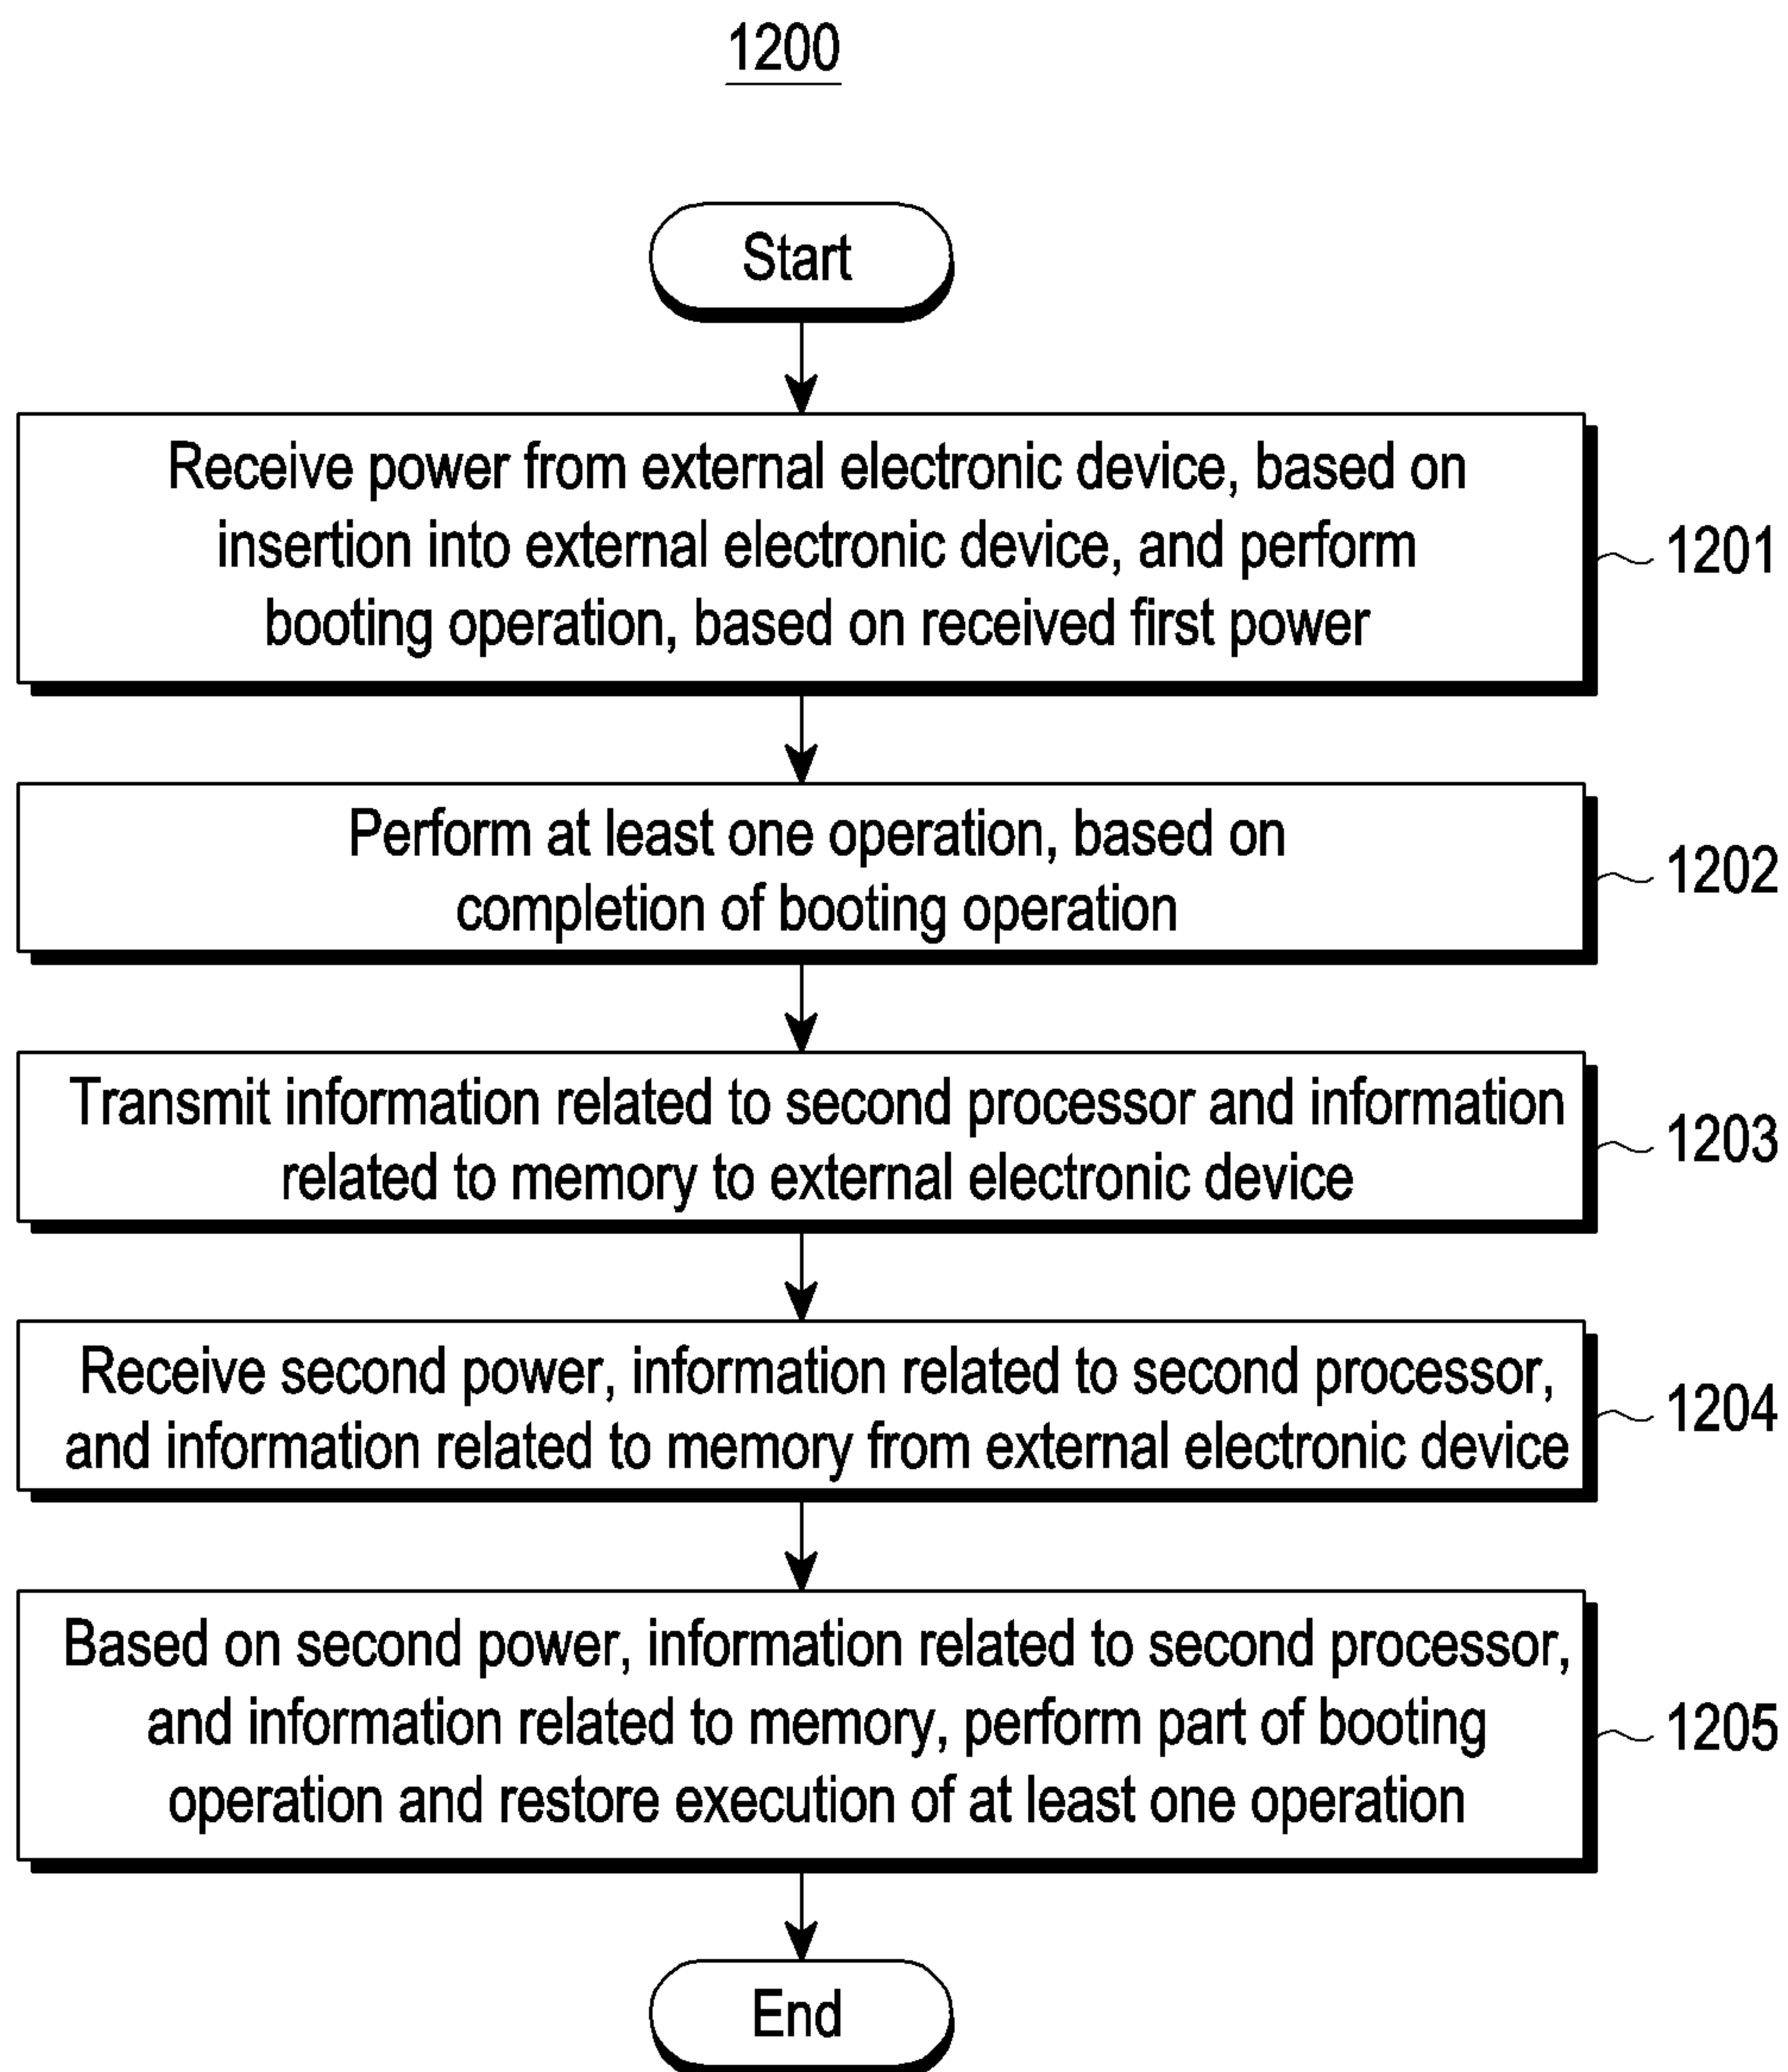 1200
Start
Receive power from external electronic device, based on
insertion into external electronic device, and perform
booting operation, based on received first power
1201
Perform at least one operation, based on
completion of booting operation
1202
Transmit information related to second processor and information
related to memory to external electronic device
1203
Receive second power, information related to second processor,
and information related to memory from external electronic device
1204
Based on second power, information related to second processor,
and information related to memory, perform part of booting
operation and restore execution of at least one operation
1205
End